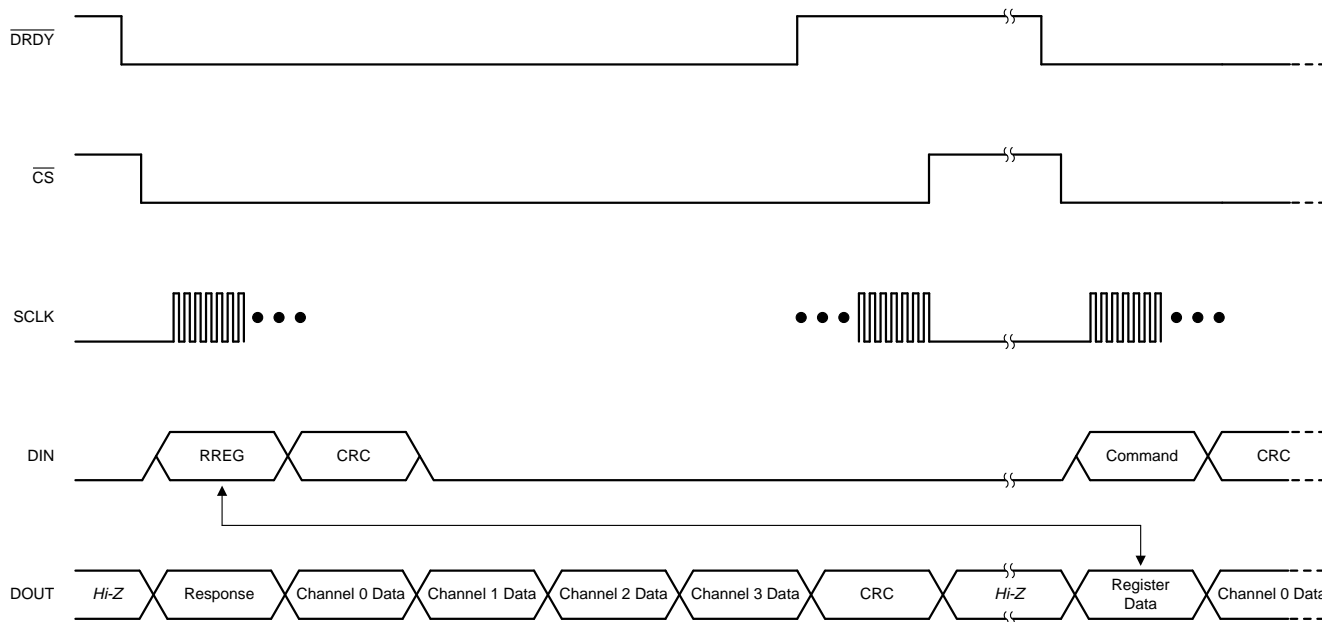 DRDY
CS
SCLK
DIN
RREG
CRC
Command
CRC
DOUT
Hi-Z
Response
Channel 0 Data
Channel 1 Data
Channel 2 Data
Channel 3 Data
CRC
Hi-Z
Register
Data
Channel 0 Data